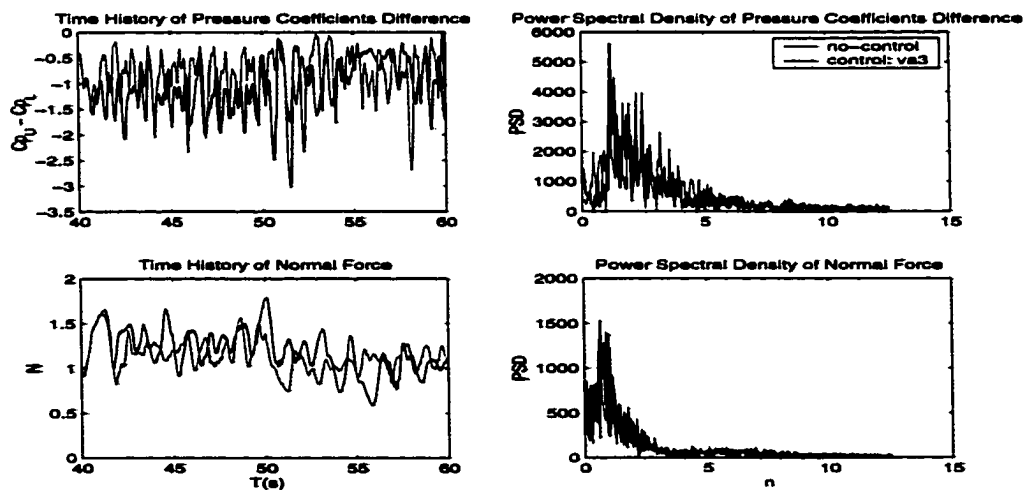 Time History of Pressure Coefficients Difference
0
−0.5
−1
−1.5
−2
−2.5
−3
−3.5
Cpᵤ - Cpʟ
40 45 50 55 60
Power Spectral Density of Pressure Coefficients Difference
6000
5000
4000
3000
2000
1000
0
PSD
no−control
control: va3
0 5 10 15
Time History of Normal Force
2
1.5
1
0.5
0
N
40 45 50 55 60
T(s)
Power Spectral Density of Normal Force
2000
1500
1000
500
0
PSD
0 5 10 15
n